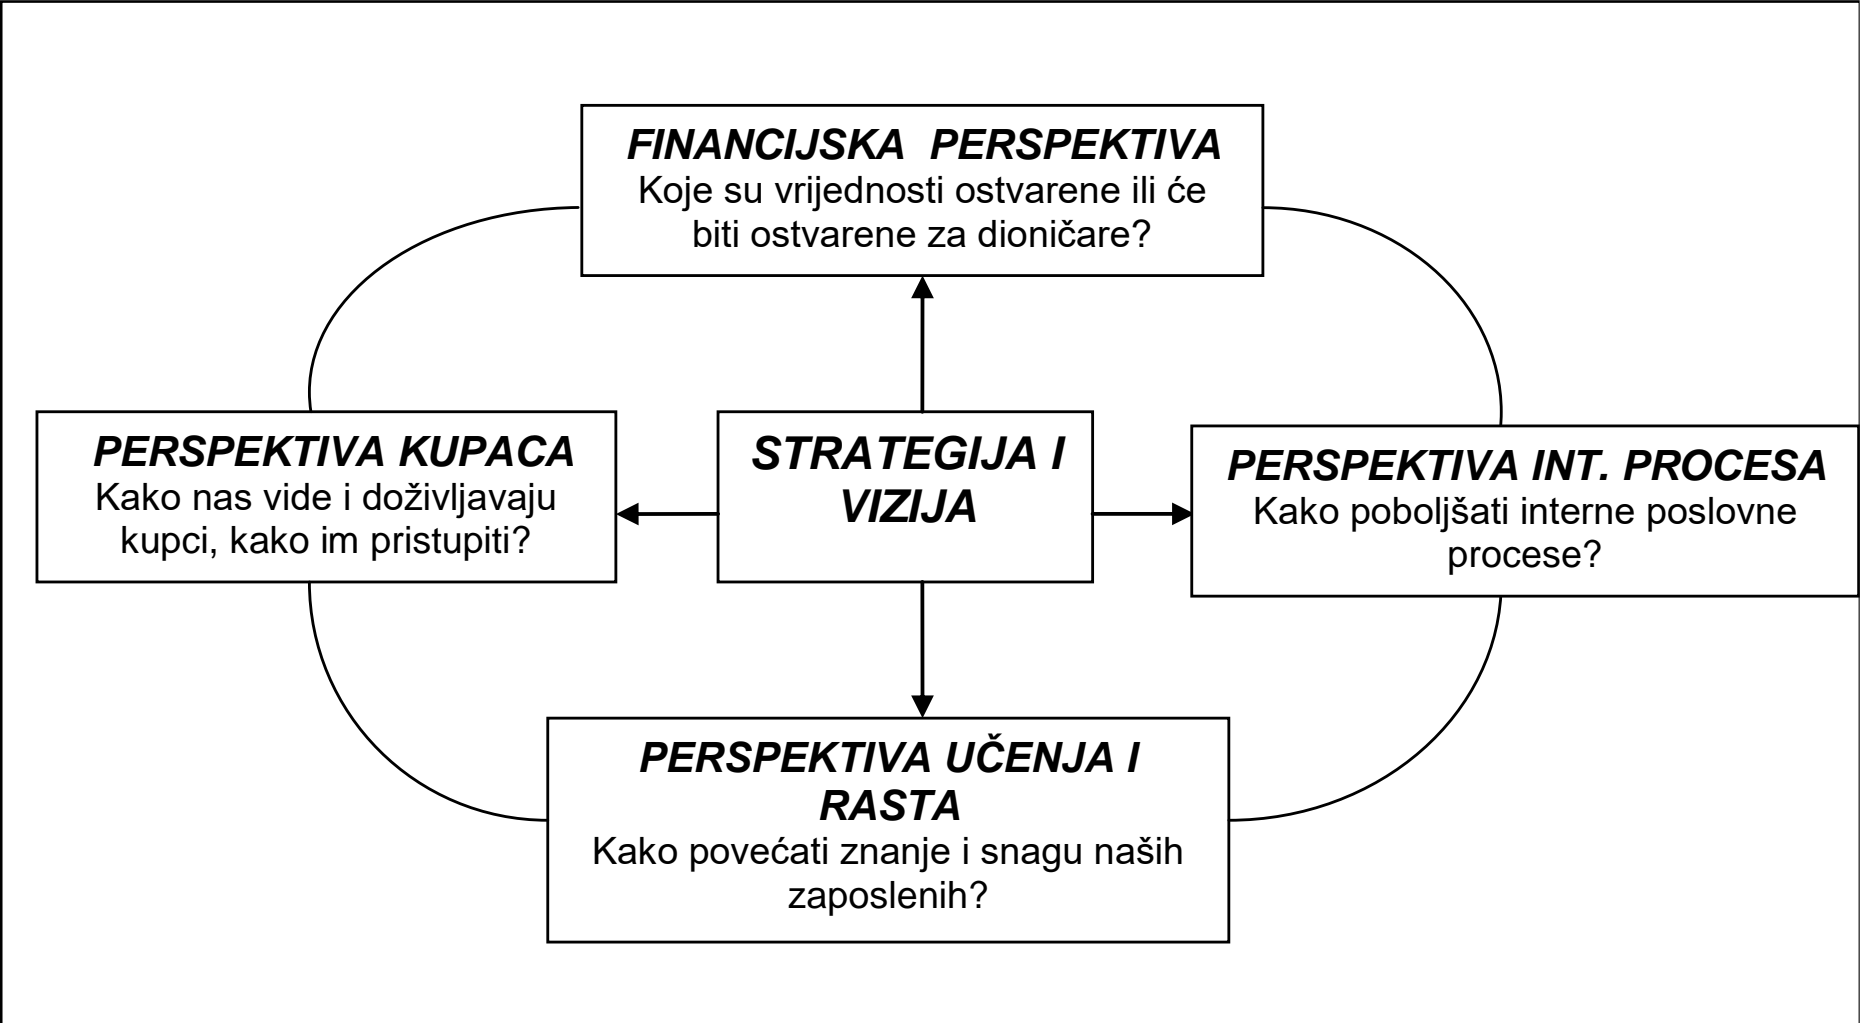 FINANCIJSKA PERSPEKTIVA
Koje su vrijednosti ostvarene ili će
biti ostvarene za dioničare?
PERSPEKTIVA KUPACA
Kako nas vide i doživljavaju
kupci, kako im pristupiti?
STRATEGIJA I
VIZIJA
PERSPEKTIVA INT. PROCESA
Kako poboljšati interne poslovne
procese?
PERSPEKTIVA UČENJA I
RASTA
Kako povećati znanje i snagu naših
zaposlenih?